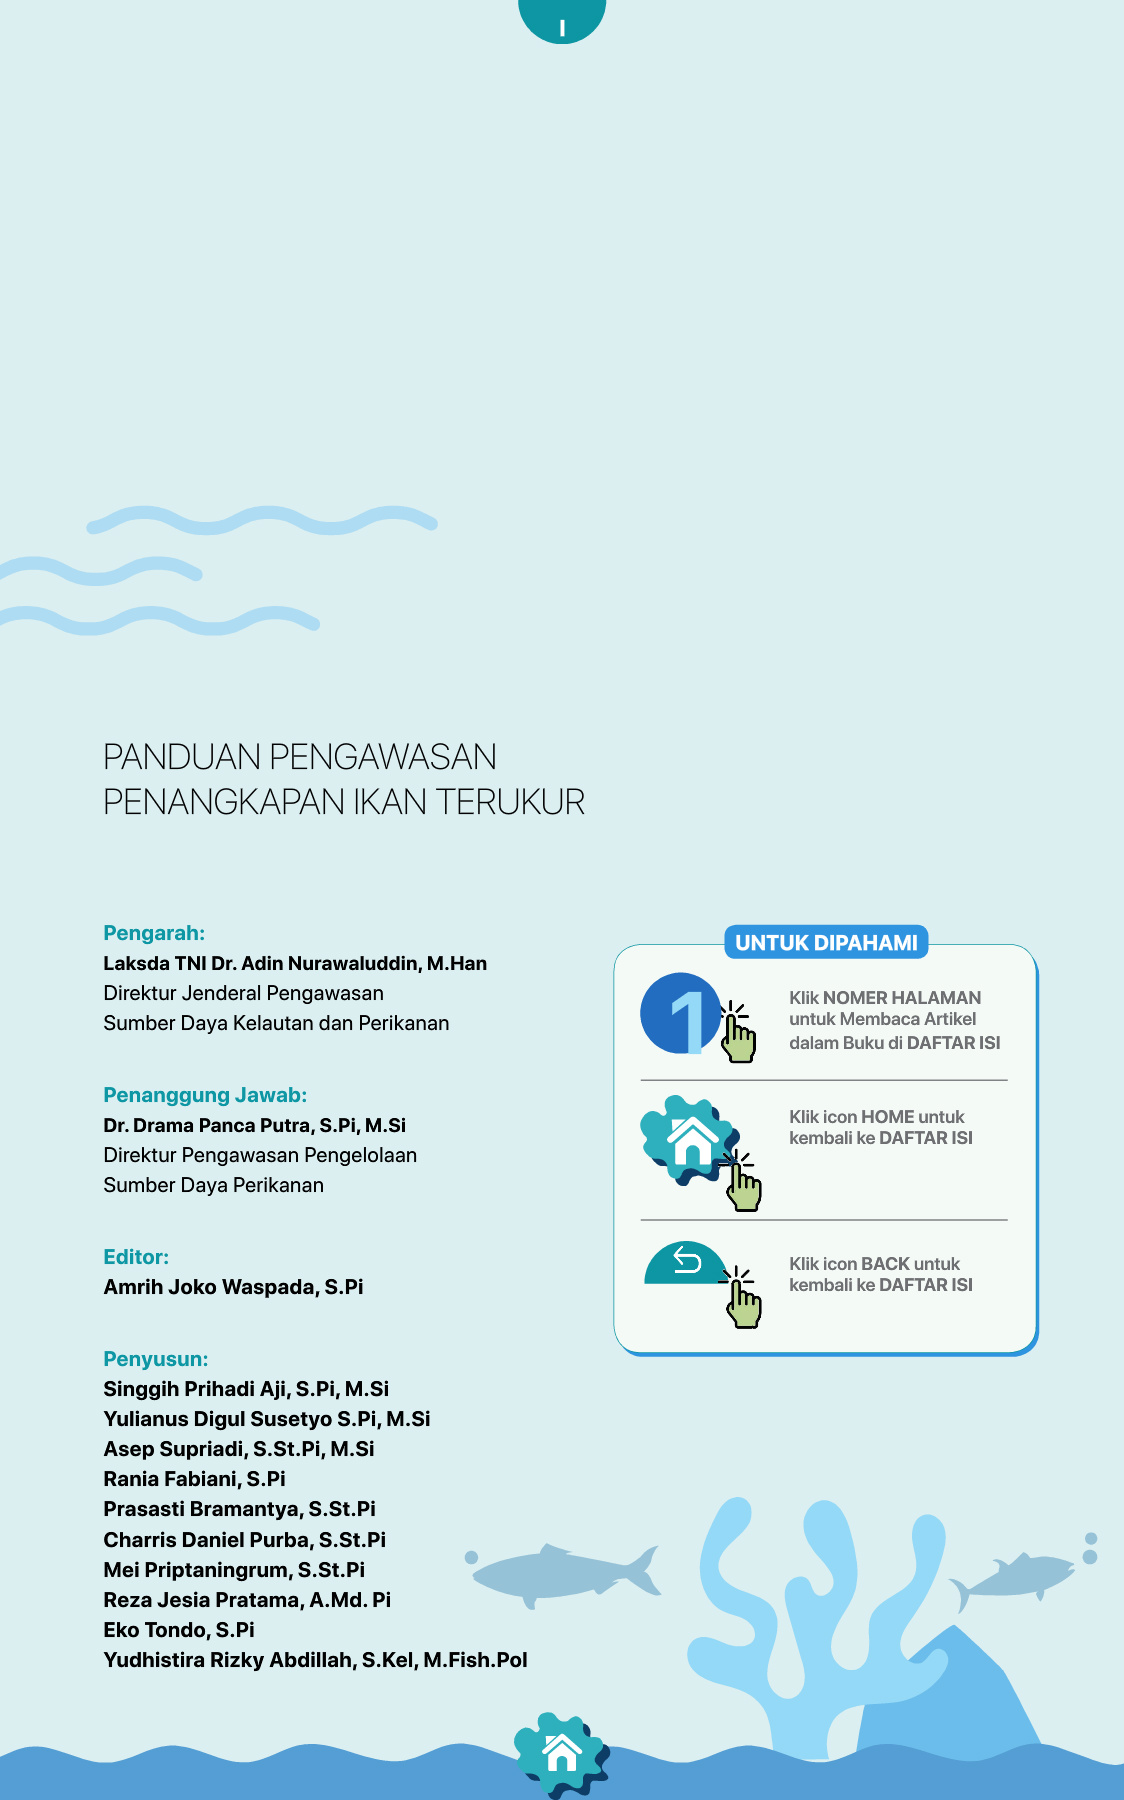 I
PANDUAN PENGAWASAN
PENANGKAPAN IKAN TERUKUR
Pengarah:
Laksda TNI Dr. Adin Nurawaluddin, M.Han
Direktur Jenderal Pengawasan
Sumber Daya Kelautan dan Perikanan
Penanggung Jawab:
Dr. Drama Panca Putra, S.Pi, M.Si
Direktur Pengawasan Pengelolaan
Sumber Daya Perikanan
Editor:
Amrih Joko Waspada, S.Pi
Penyusun:
Singgih Prihadi Aji, S.Pi, M.Si
Yulianus Digul Susetyo S.Pi, M.Si
Asep Supriadi, S.St.Pi, M.Si
Rania Fabiani, S.Pi
Prasasti Bramantya, S.St.Pi
Charris Daniel Purba, S.St.Pi
Mei Priptaningrum, S.St.Pi
Reza Jesia Pratama, A.Md. Pi
Eko Tondo, S.Pi
Yudhistira Rizky Abdillah, S.Kel, M.Fish.Pol
UNTUK DIPAHAMI
1
Klik NOMER HALAMAN
untuk Membaca Artikel
dalam Buku di DAFTAR ISI
Klik icon HOME untuk
kembali ke DAFTAR ISI
Klik icon BACK untuk
kembali ke DAFTAR ISI